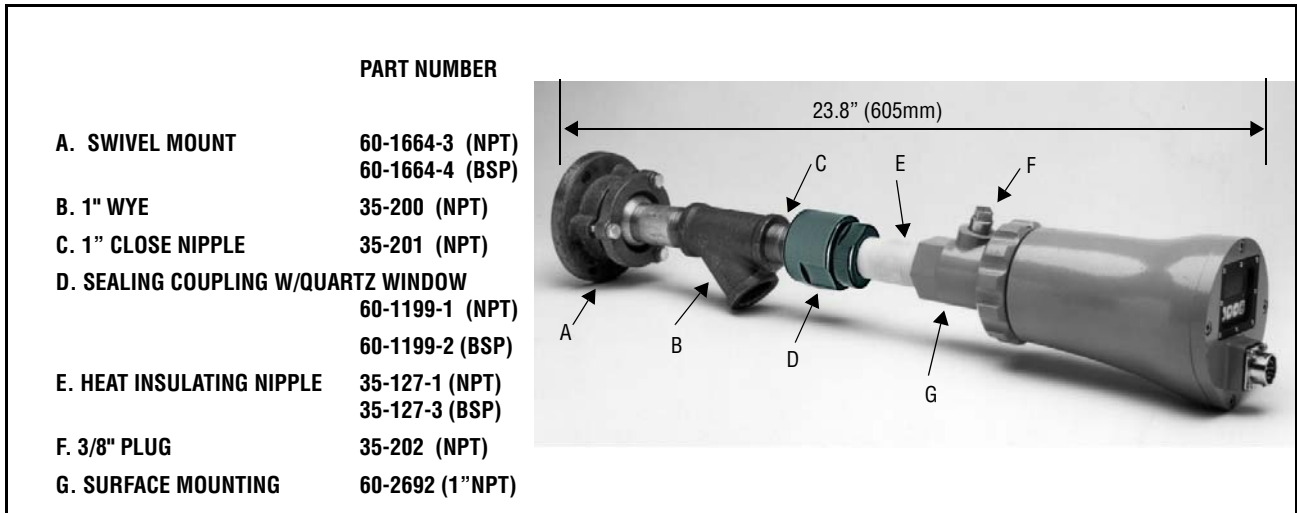 PART NUMBER
A. SWIVEL MOUNT 60-1664-3 (NPT)
60-1664-4 (BSP)
B. 1" WYE 35-200 (NPT)
C. 1” CLOSE NIPPLE 35-201 (NPT)
D. SEALING COUPLING W/QUARTZ WINDOW
60-1199-1 (NPT)
60-1199-2 (BSP)
E. HEAT INSULATING NIPPLE 35-127-1 (NPT)
35-127-3 (BSP)
F. 3/8" PLUG 35-202 (NPT)
G. SURFACE MOUNTING 60-2692 (1”NPT)
23.8” (605mm)
C
E
F
A
B
D
G